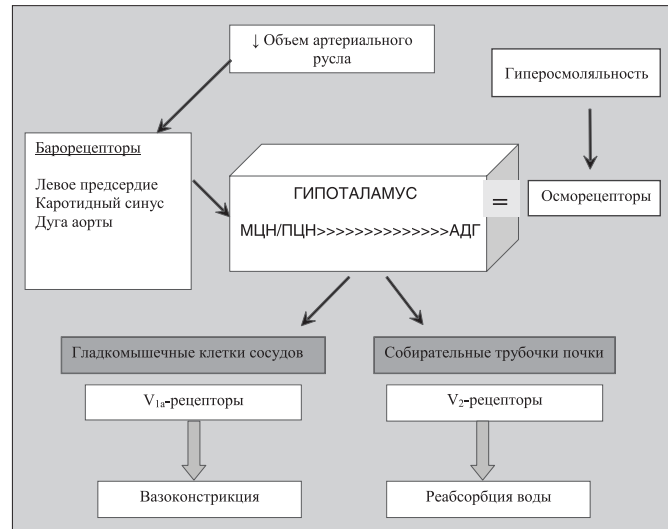 ↓ Объем артериального
русла
Гиперосмоляльность
Барорецепторы
Левое предсердие
Каротидный синус
Дуга аорты
ГИПОТАЛАМУС
МЦН/ПЦН>>>>>>>>>>>>>>АДГ
=
Осморецепторы
Гладкомышечные клетки сосудов
Собирательные трубочки почки
V1a-рецепторы
V2-рецепторы
Вазоконстрикция
Реабсорбция воды